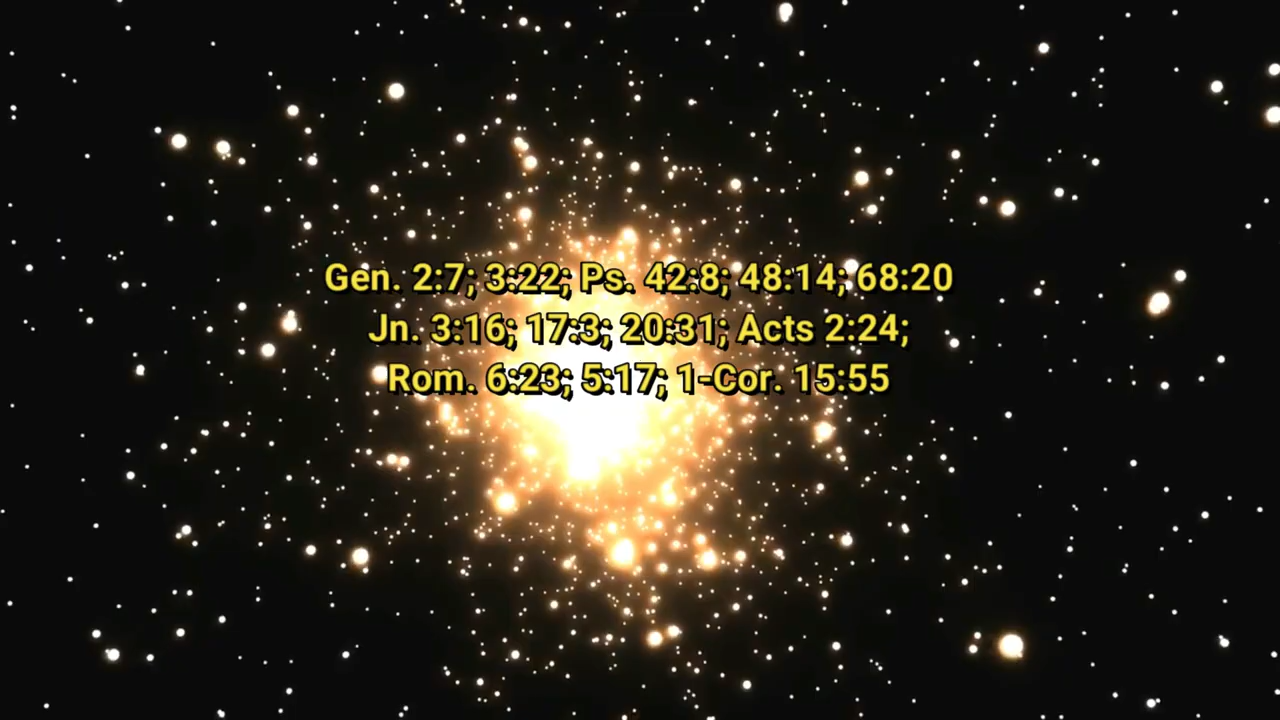 Gen. 2:7; 3:22; Ps. 42:8; 48:14; 68:20
Jn. 3:16; 17:3; 20:31; Acts 2:24;
Rom. 6:23; 5:17; 1-Cor. 15:55